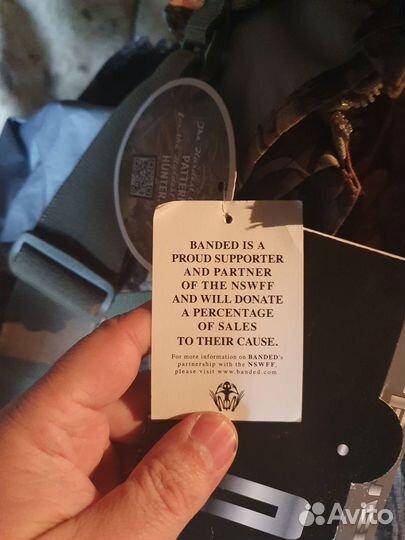 PATTERN
HUNTER
BANDED IS A
PROUD SUPPORTER
AND PARTNER
OF THE NSWFF
AND WILL DONATE
A PERCENTAGE
OF SALES
TO THEIR CAUSE.
For more information on BANDED's
partnership with the NSWFF,
please visit www.banded.com.
Avito